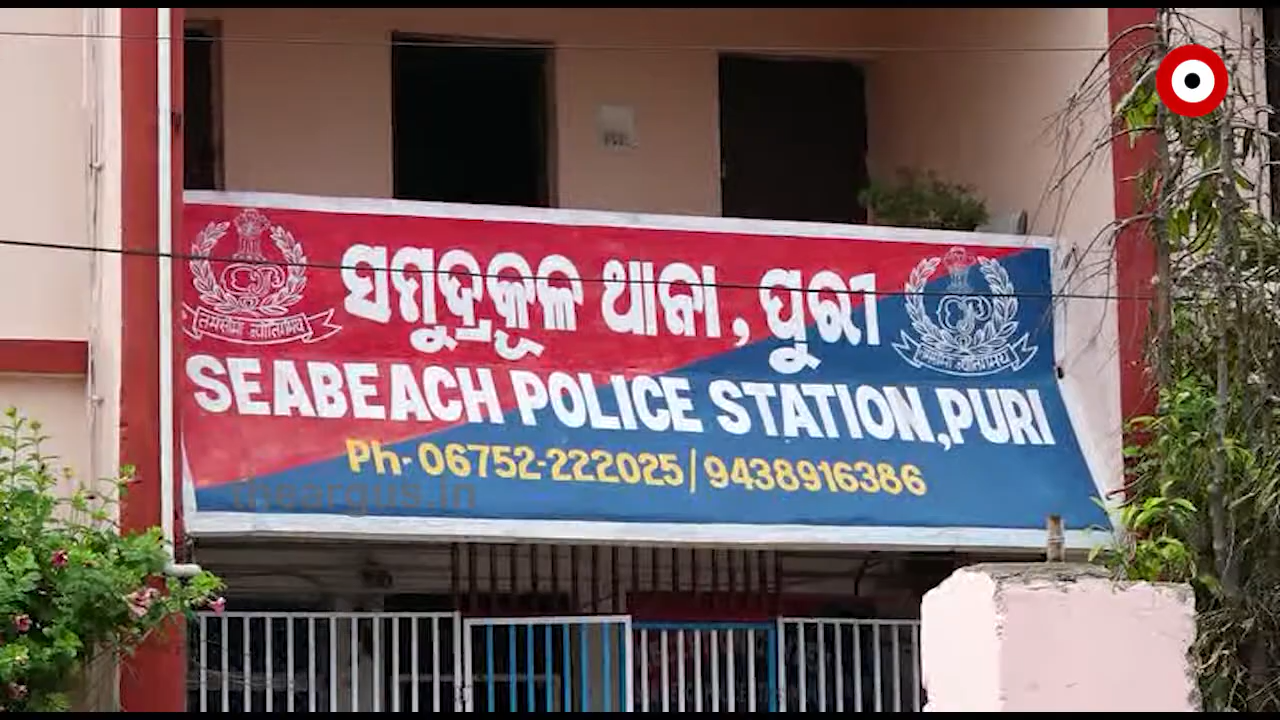 ସମୁଦ୍ରକୂଳ ଥାନା, ପୁରୀ
SEABEACH POLICE STATION, PURI
Ph- 06752-222025 | 9438916386
theargus.in